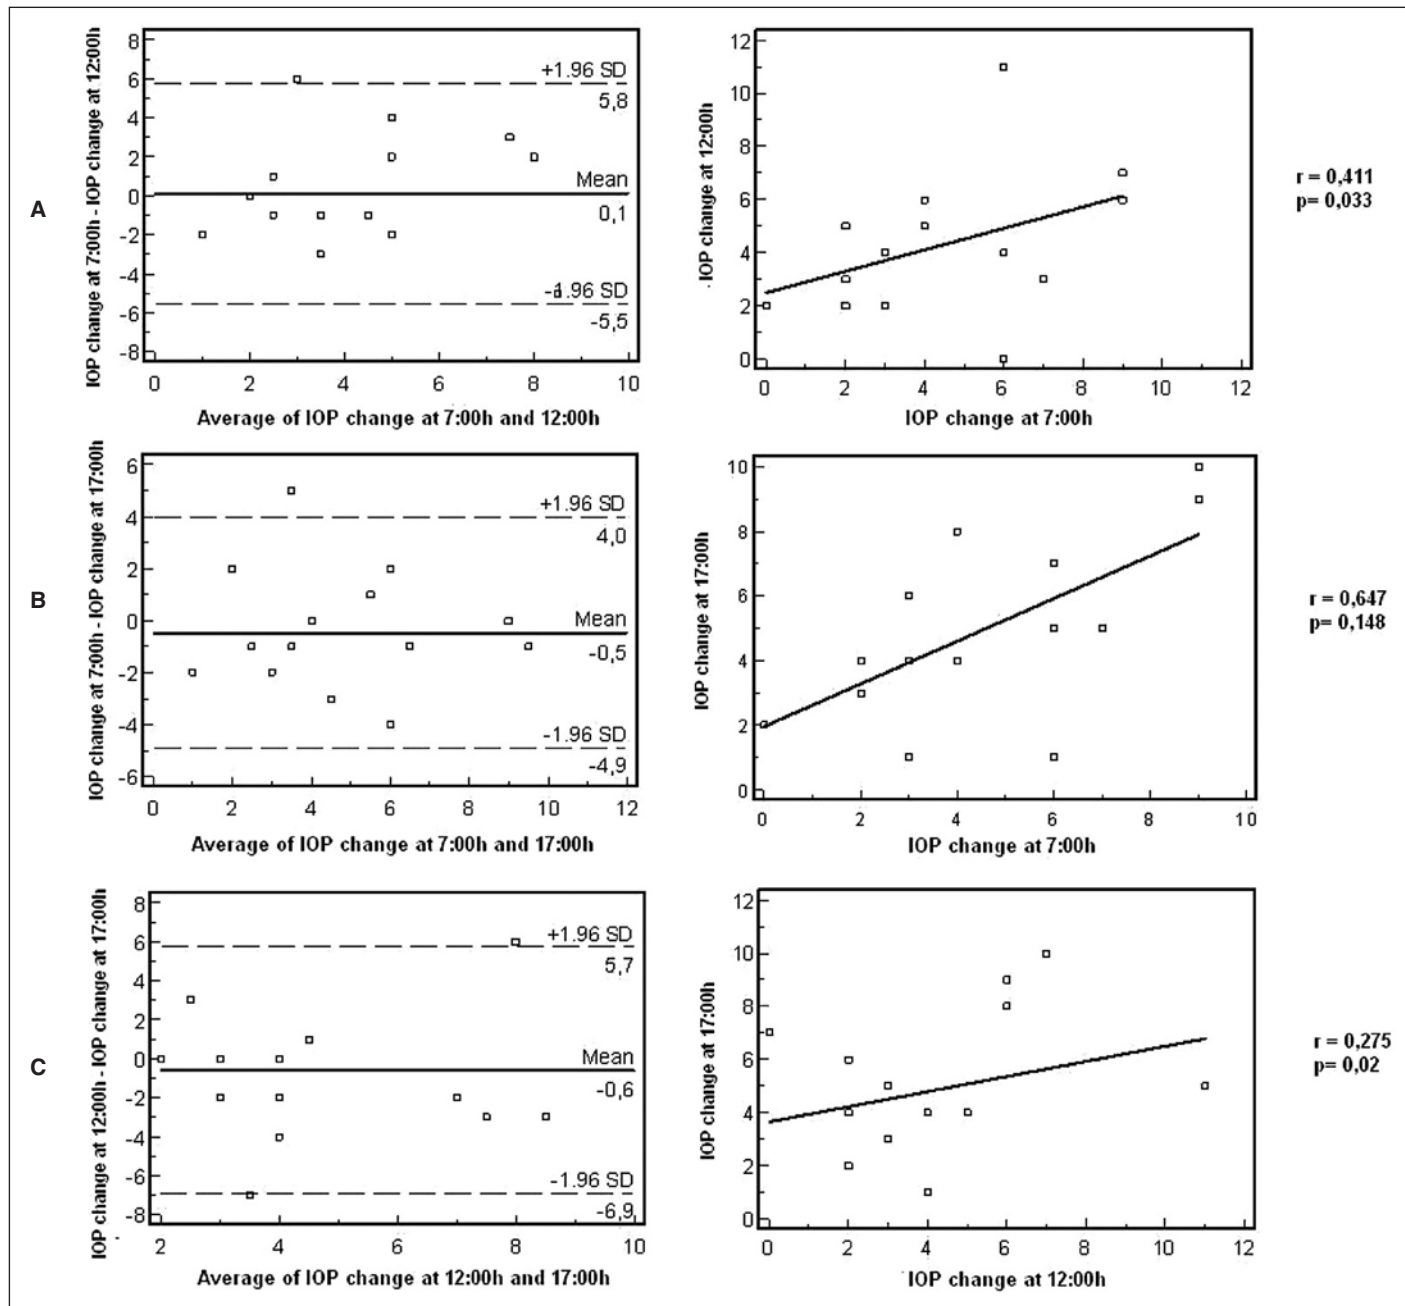 A
IOP change at 7:00h - IOP change at 12:00h
8
6
4
2
0
-2
-4
-6
-8
+1.96 SD
5,8
Mean
0,1
-1.96 SD
-5,5
0 2 4 6 8 10
Average of IOP change at 7:00h and 12:00h
IOP change at 12:00h
12
10
8
6
4
2
0
0 2 4 6 8 10 12
IOP change at 7:00h
r = 0,411
p= 0,033
B
IOP change at 7:00h - IOP change at 17:00h
6
4
2
0
-2
-4
-6
+1.96 SD
4,0
Mean
-0,5
-1.96 SD
-4,9
0 2 4 6 8 10 12
Average of IOP change at 7:00h and 17:00h
IOP change at 17:00h
10
8
6
4
2
0
0 2 4 6 8 10
IOP change at 7:00h
r = 0,647
p= 0,148
C
IOP change at 12:00h - IOP change at 17:00h
8
6
4
2
0
-2
-4
-6
-8
+1.96 SD
5,7
Mean
-0,6
-1.96 SD
-6,9
2 4 6 8 10
Average of IOP change at 12:00h and 17:00h
IOP change at 17:00h
12
10
8
6
4
2
0
0 2 4 6 8 10 12
IOP change at 12:00h
r = 0,275
p= 0,02